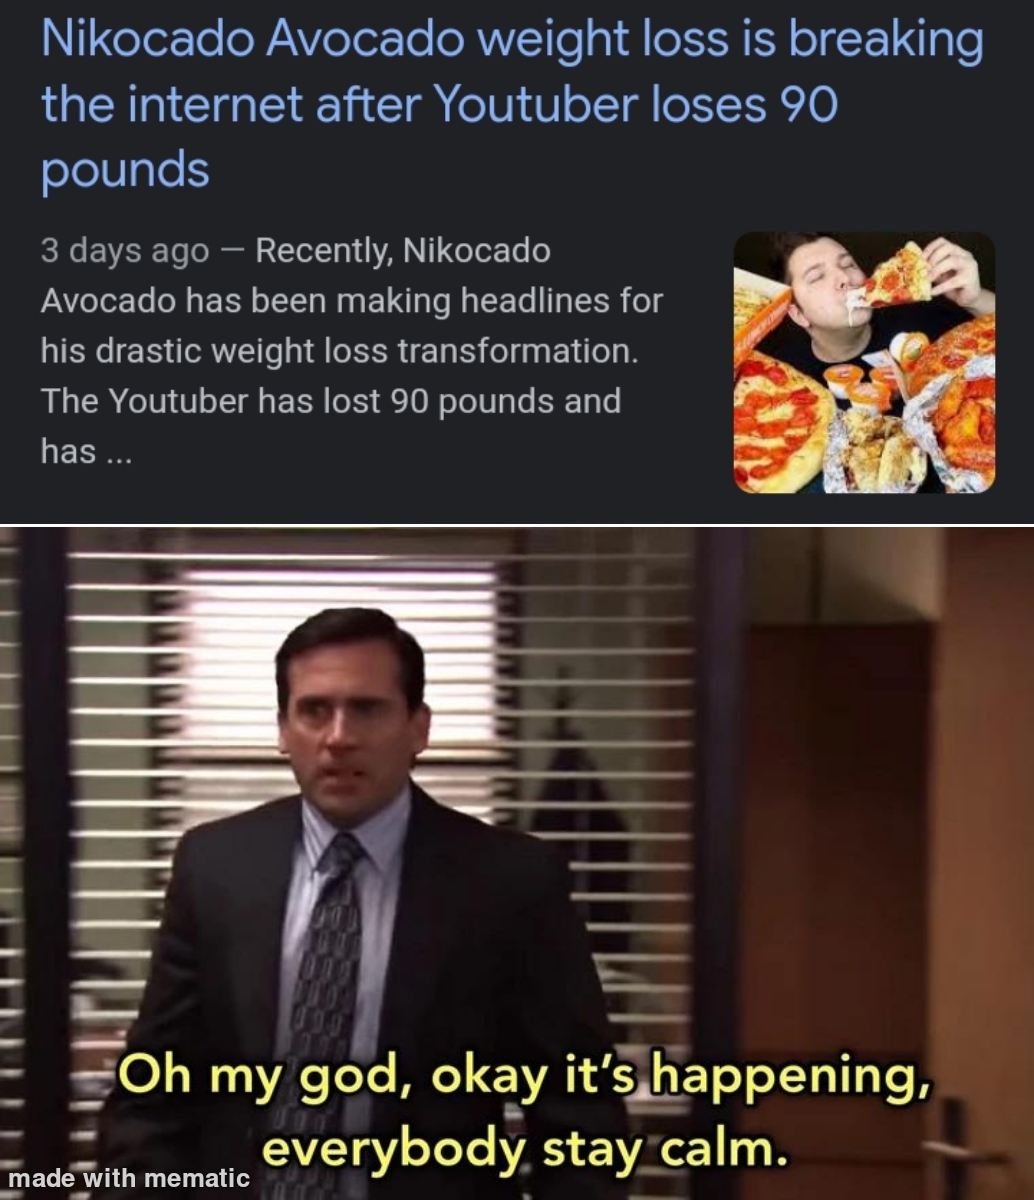 Nikocado Avocado weight loss is breaking
the internet after Youtuber loses 90
pounds
3 days ago — Recently, Nikocado
Avocado has been making headlines for
his drastic weight loss transformation.
The Youtuber has lost 90 pounds and
has ...
Oh my god, okay it's happening,
everybody stay calm.
made with mematic